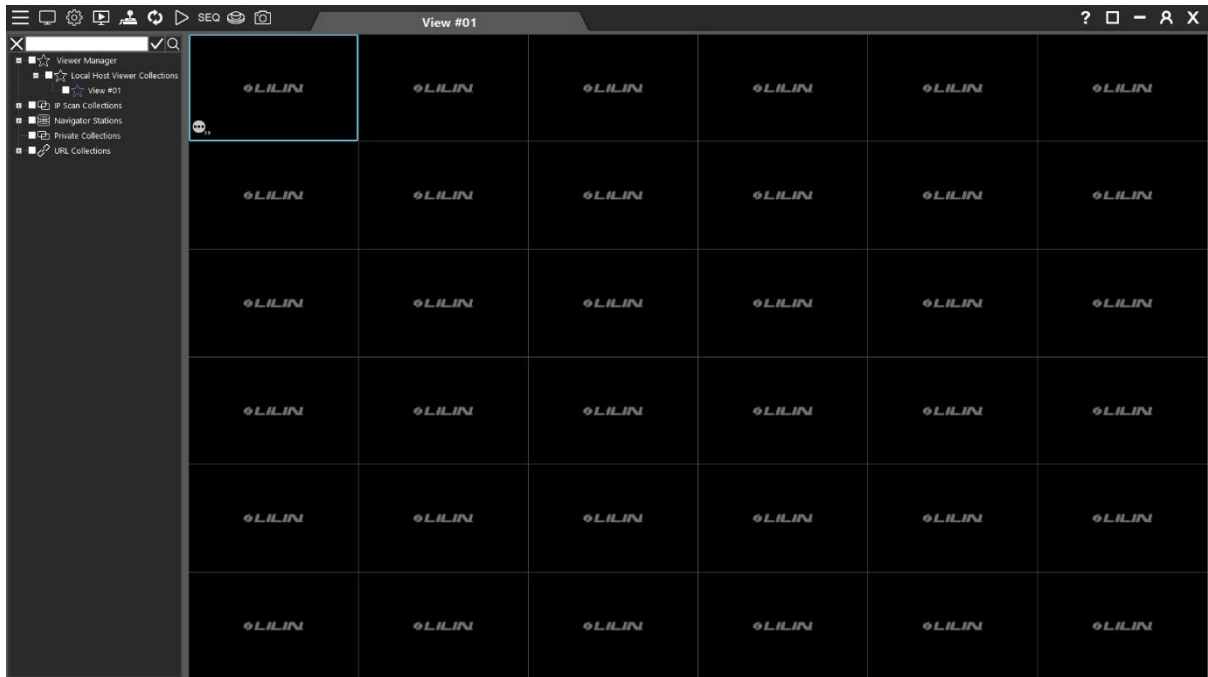 SEQ View #01 ? X
X
Viewer Manager
Local Host Viewer Collections
View #01
IP Scan Collections
Navigator Stations
Private Collections
URL Collections
LILIN LILIN LILIN LILIN LILIN LILIN
LILIN LILIN LILIN LILIN LILIN LILIN
LILIN LILIN LILIN LILIN LILIN LILIN
LILIN LILIN LILIN LILIN LILIN LILIN
LILIN LILIN LILIN LILIN LILIN LILIN
LILIN LILIN LILIN LILIN LILIN LILIN